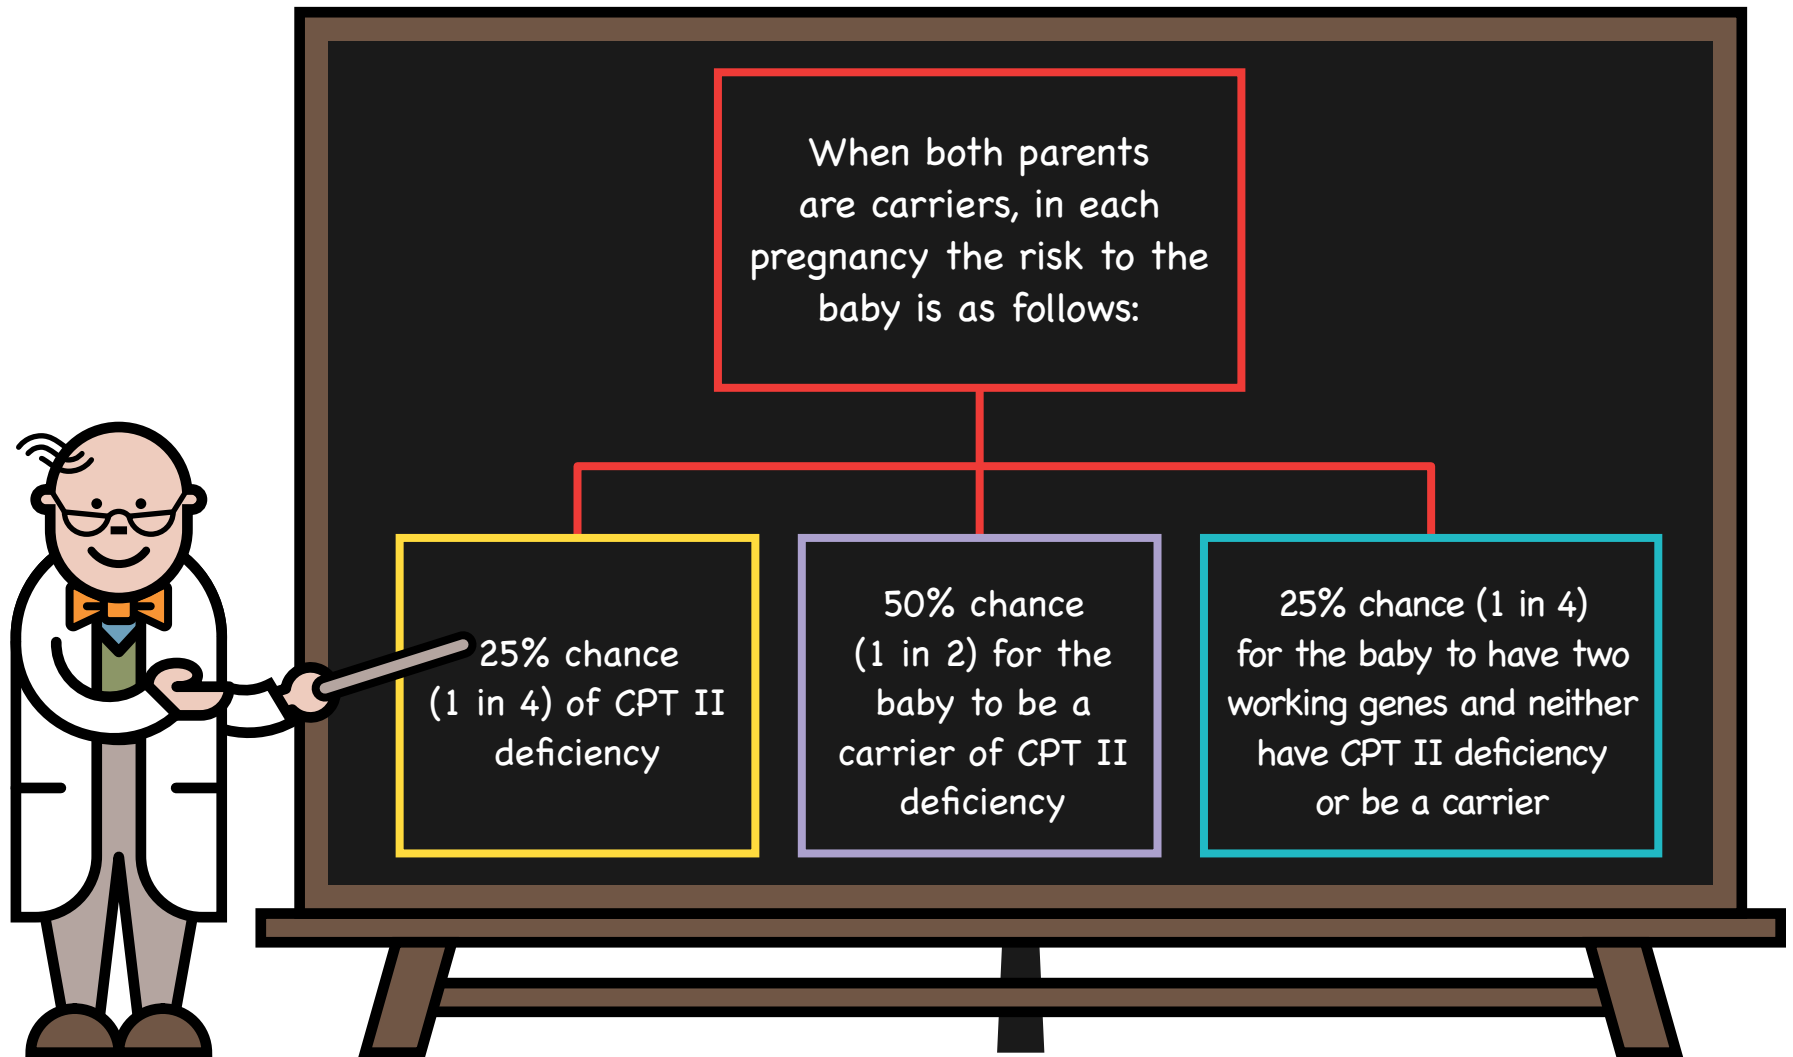 When both parents
are carriers, in each
pregnancy the risk to the
baby is as follows:
25% chance
(1 in 4) of CPT II
deficiency
50% chance
(1 in 2) for the
baby to be a
carrier of CPT II
deficiency
25% chance (1 in 4)
for the baby to have two
working genes and neither
have CPT II deficiency
or be a carrier